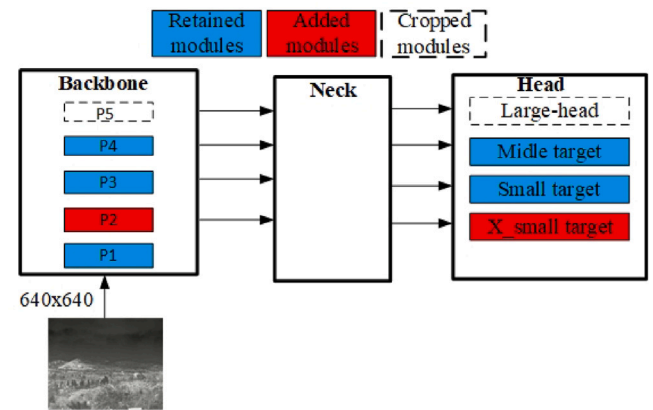 Retained
modules
Added
modules
Cropped
modules
Backbone
P5
P4
P3
P2
P1
640x640
Neck
Head
Large-head
Midle target
Small target
X_small target